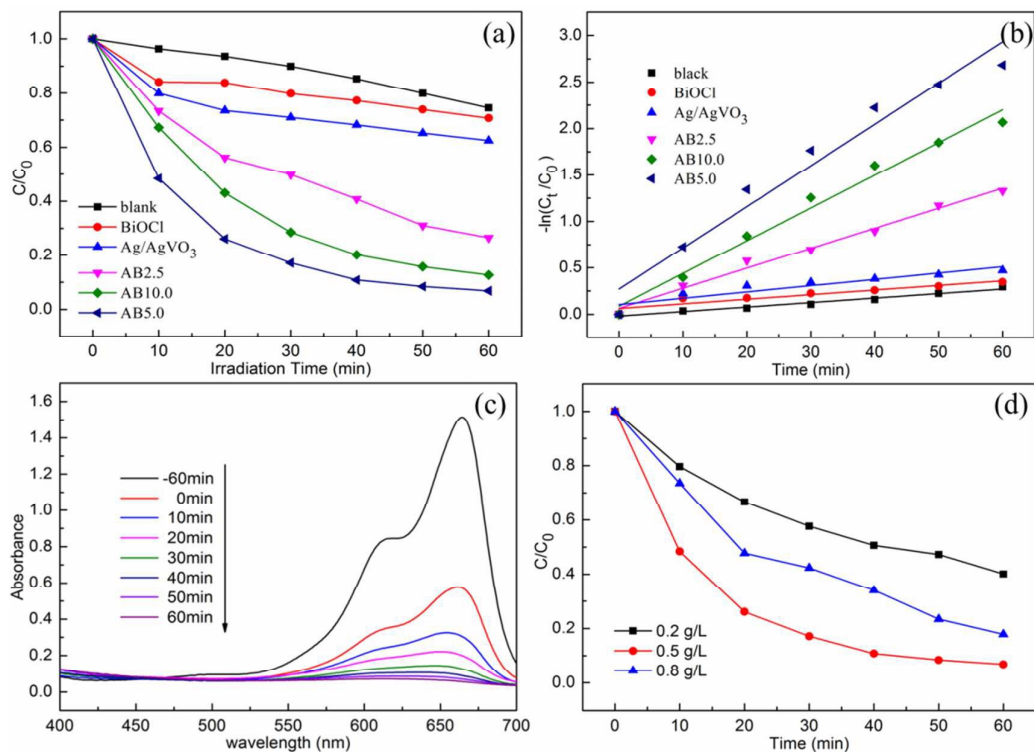 (a)
C/C0
1.0
0.8
0.6
0.4
0.2
0.0
blank
BiOCl
Ag/AgVO3
AB2.5
AB10.0
AB5.0
0 10 20 30 40 50 60
Irradiation Time (min)
(b)
-ln(Ct /C0)
-3.0
2.5
-2.0
1.5
-1.0
0.5
-0.0
black
BiOCl
Ag/AgVO3
AB2.5
AB10.0
AB5.0
0 10 20 30 40 50 60
Time (min)
(c)
Absorbance
1.6
1.4
1.2
1.0
0.8
0.6
0.4
0.2
0.0
-60min
0min
10min
20min
30min
40min
50min
60min
400 450 500 550 600 650 700
wavelength (nm)
(d)
C/C0
1.0
0.8
0.6
0.4
0.2
0.0
0.2 g/L
0.5 g/L
0.8 g/L
0 10 20 30 40 50 60
Time (min)